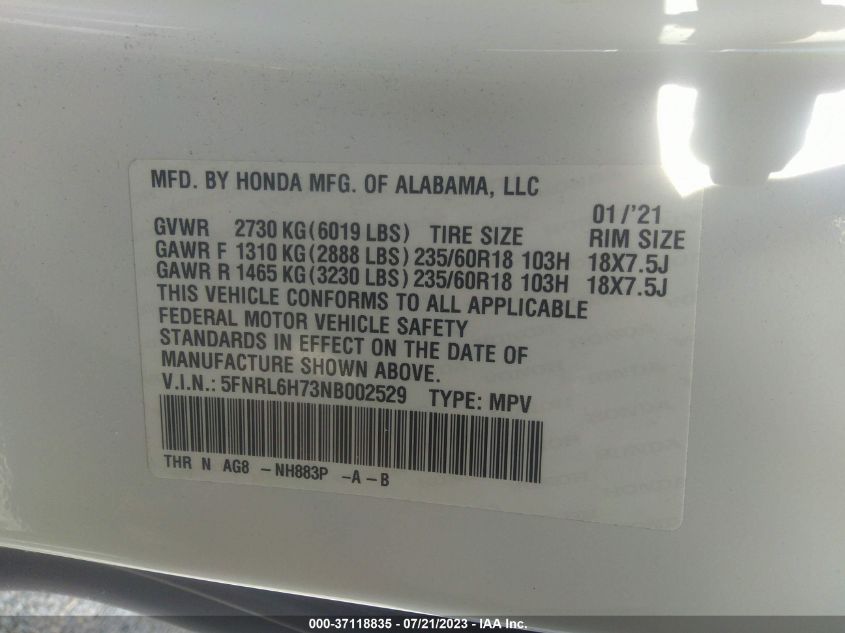 MFD. BY HONDA MFG. OF ALABAMA, LLC
01/'21
GVWR 2730 KG(6019 LBS) TIRE SIZE RIM SIZE
GAWR F 1310 KG(2888 LBS) 235/60R18 103H 18X7.5J
GAWR R 1465 KG(3230 LBS) 235/60R18 103H 18X7.5J
THIS VEHICLE CONFORMS TO ALL APPLICABLE
FEDERAL MOTOR VEHICLE SAFETY
STANDARDS IN EFFECT ON THE DATE OF
MANUFACTURE SHOWN ABOVE.
V.I.N.: 5FNRL6H73NB002529 TYPE: MPV
THR N AG8 -NH883P -A-B
000-37118835 - 07/21/2023 - IAA Inc.